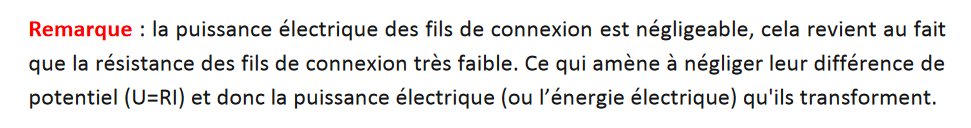 Remarque : la puissance électrique des fils de connexion est négligeable, cela revient au fait
que la résistance des fils de connexion très faible. Ce qui amène à négliger leur différence de
potentiel (U=RI) et donc la puissance électrique (ou l’énergie électrique) qu'ils transforment.